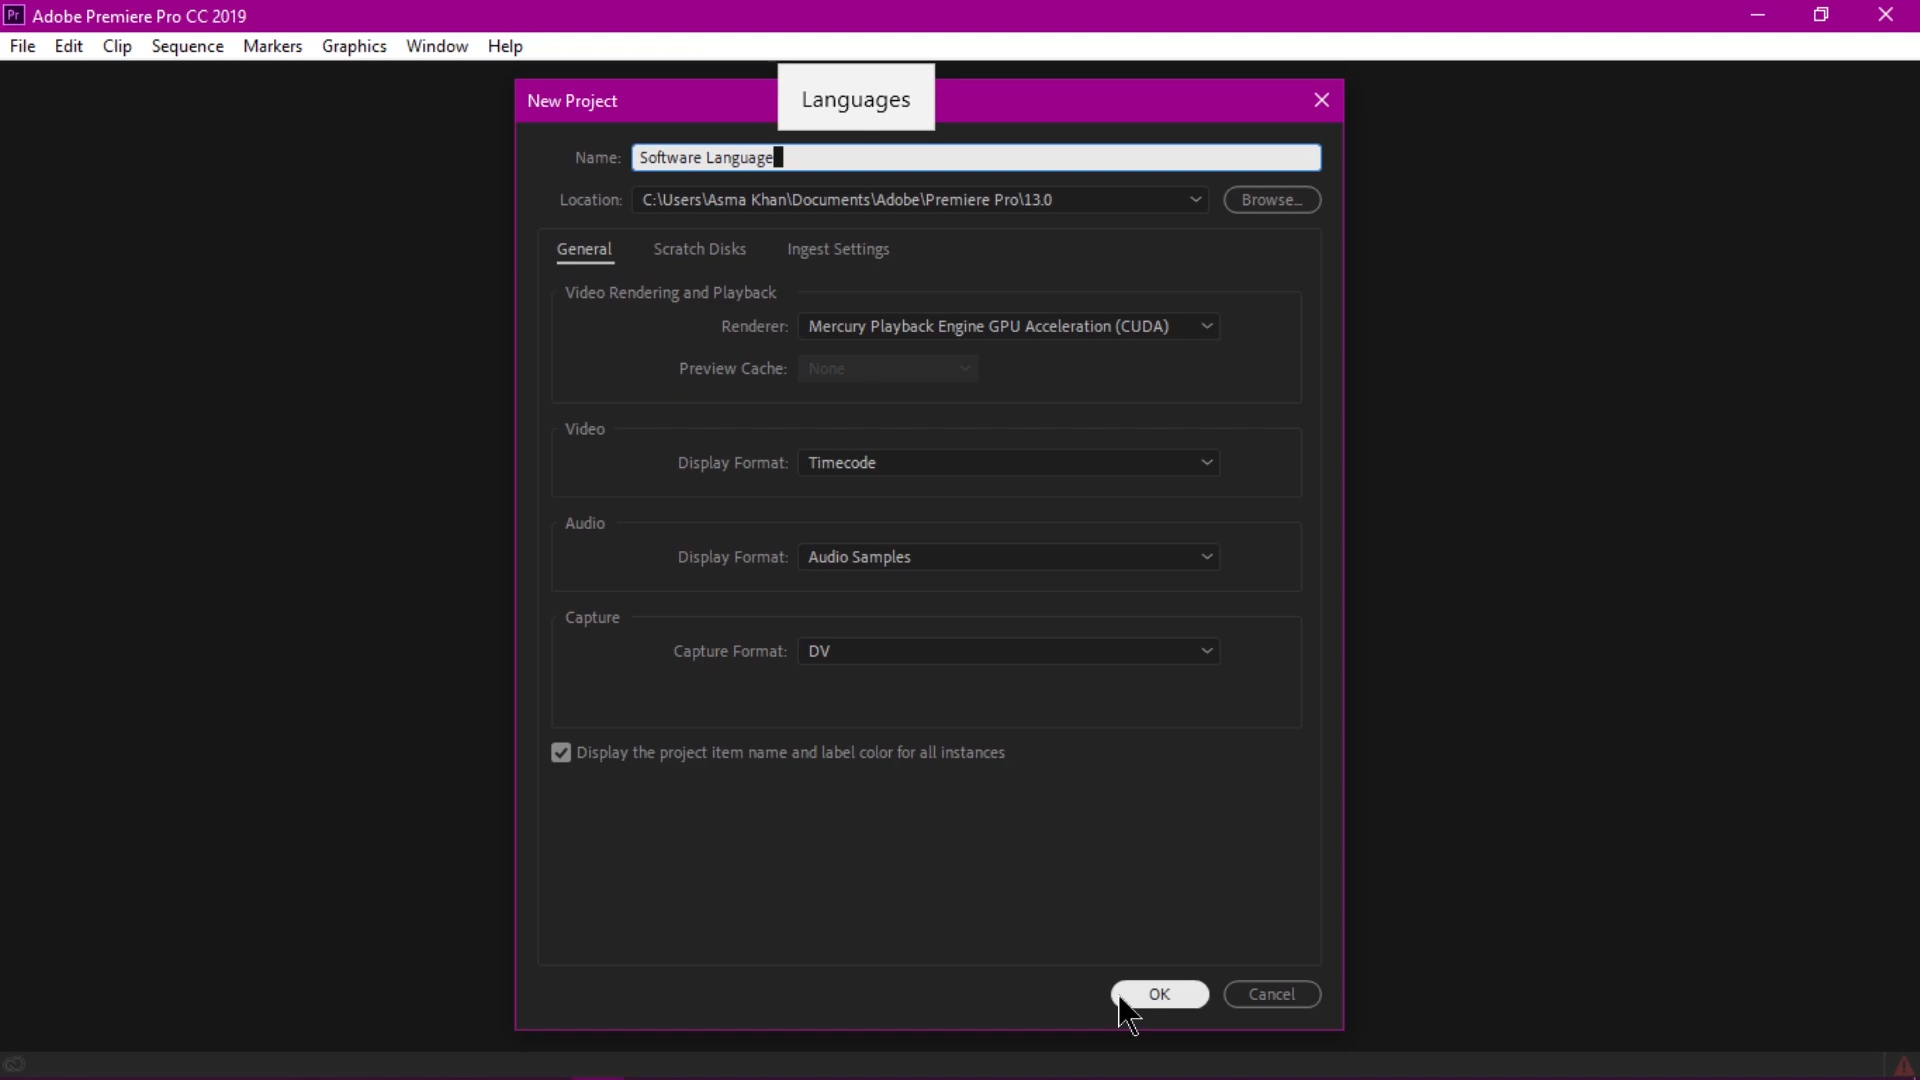 Pr Adobe Premiere Pro CC 2019
File Edit Clip Sequence Markers Graphics Window Help
New Project
Languages
Name: Software Language
Location: C:\Users\Asma Khan\Documents\Adobe\Premiere Pro\13.0 Browse...
General Scratch Disks Ingest Settings
Video Rendering and Playback
Renderer: Mercury Playback Engine GPU Acceleration (CUDA)
Preview Cache: None
Video
Display Format: Timecode
Audio
Display Format: Audio Samples
Capture
Capture Format: DV
Display the project item name and label color for all instances
OK Cancel